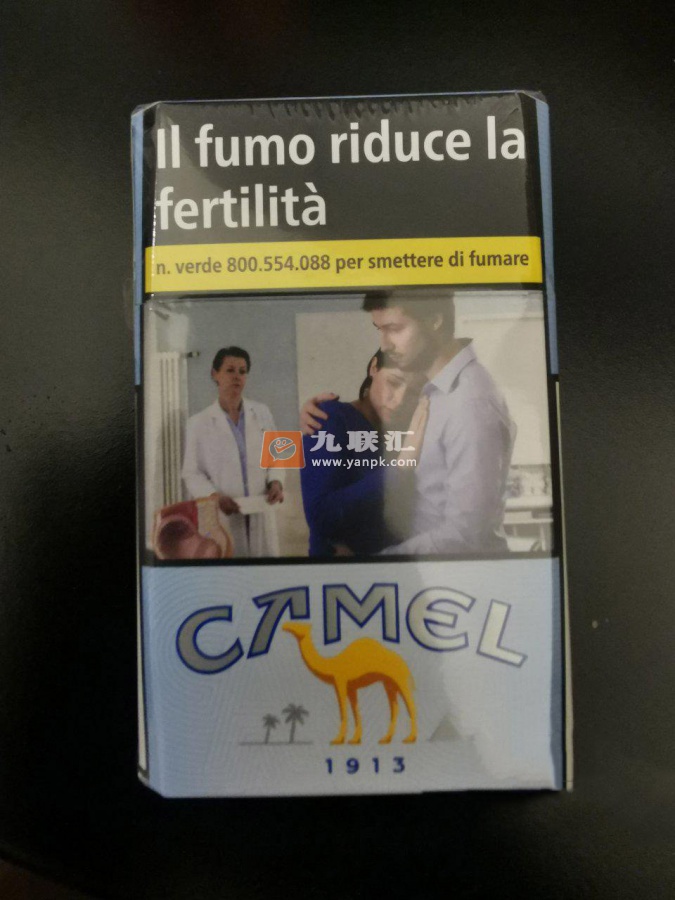 Il fumo riduce la
fertilità
n. verde 800.554.088 per smettere di fumare
九联汇
www.yanpk.com
CAMEL
1913